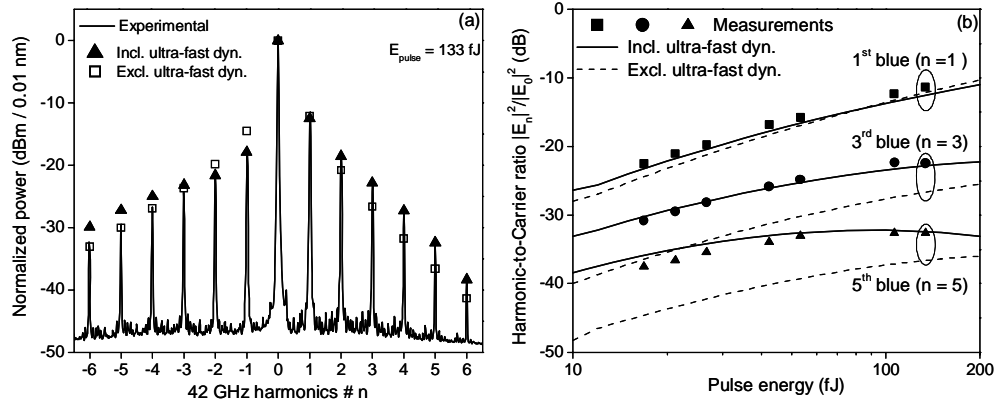 (a)
Experimental
Incl. ultra-fast dyn.
Excl. ultra-fast dyn.
E_pulse = 133 fJ
0
-10
-20
-30
-40
-50
Normalized power (dBm / 0.01 nm)
-6 -5 -4 -3 -2 -1 0 1 2 3 4 5 6
42 GHz harmonics # n
(b)
Measurements
Incl. ultra-fast dyn.
Excl. ultra-fast dyn.
1st blue (n =1 )
3rd blue (n = 3)
5th blue (n = 5)
0
-10
-20
-30
-40
-50
Harmonic-to-Carrier ratio |E_n|²/|E_0|² (dB)
10 100 200
Pulse energy (fJ)